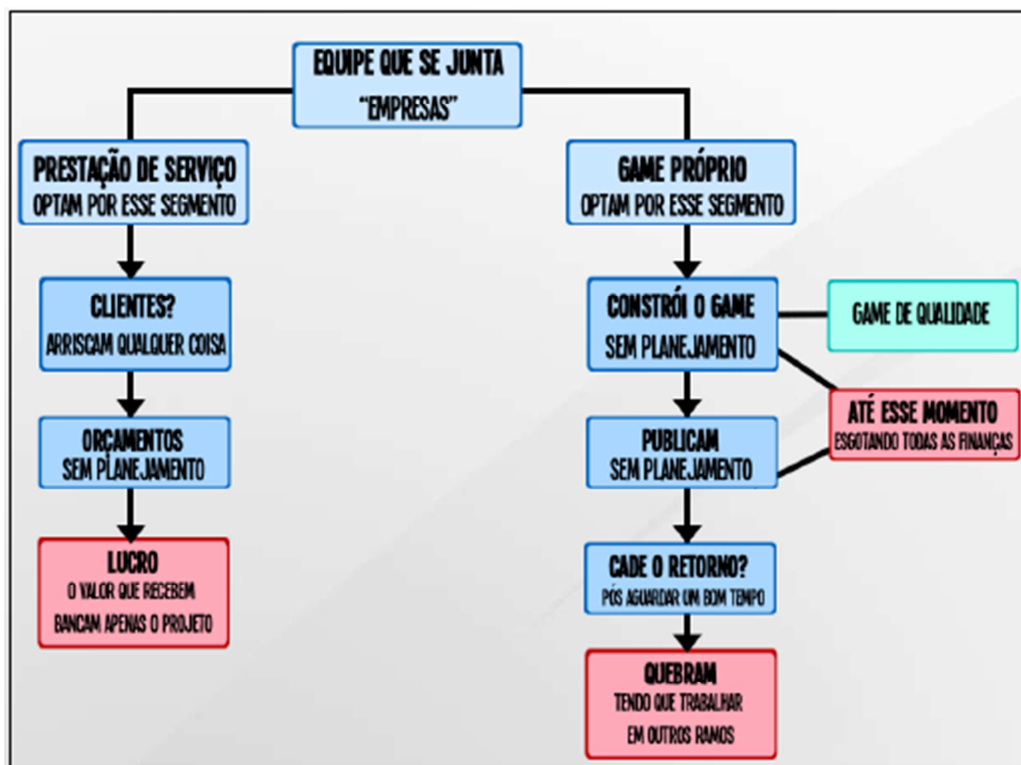 EQUIPE QUE SE JUNTA
"EMPRESAS"
PRESTAÇÃO DE SERVIÇO
OPTAM POR ESSE SEGMENTO
GAME PRÓPRIO
OPTAM POR ESSE SEGMENTO
CLIENTES?
ARRISCAM QUALQUER COISA
CONSTRÓI O GAME
SEM PLANEJAMENTO
GAME DE QUALIDADE
ATÉ ESSE MOMENTO
ESGOTANDO TODAS AS FINANÇAS
ORÇAMENTOS
SEM PLANEJAMENTO
PUBLICAM
SEM PLANEJAMENTO
LUCRO
O VALOR QUE RECEBEM
BANCAM APENAS O PROJETO
CADE O RETORNO?
PÓS AGUARDAR UM BOM TEMPO
QUEBRAM
TENDO QUE TRABALHAR
EM OUTROS RAMOS